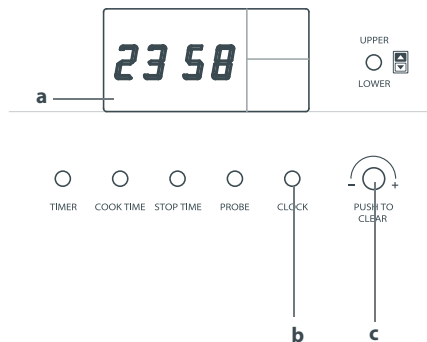 UPPER
23 58
LOWER
a
TIMER COOK TIME STOP TIME PROBE CLOCK
- +
PUSH TO
CLEAR
b
c